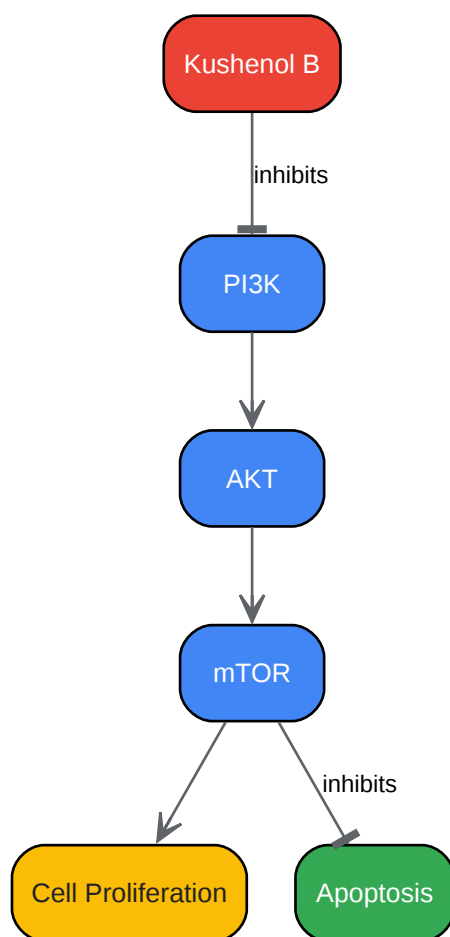 Kushenol B
inhibits
PI3K
AKT
mTOR
inhibits
Cell Proliferation
Apoptosis